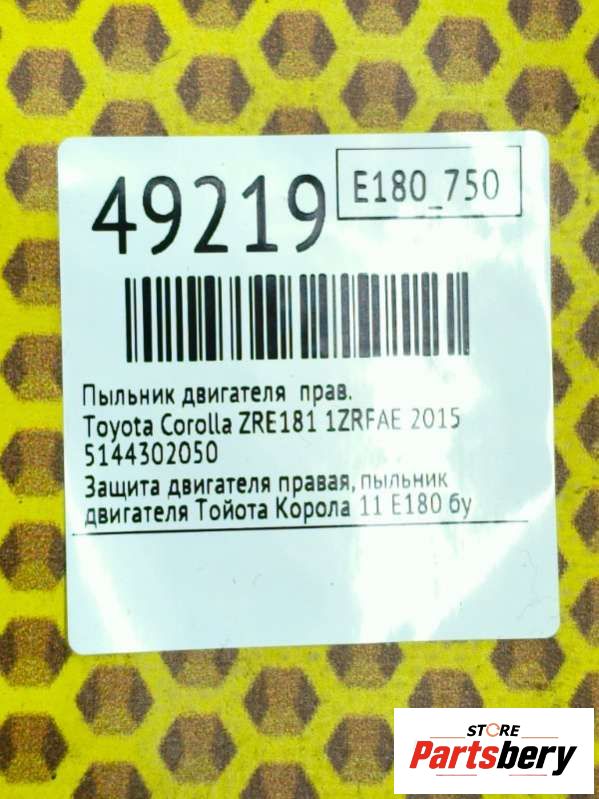 49219
E180_750
Пыльник двигателя прав.
Toyota Corolla ZRE181 1ZRFAE 2015
5144302050
Защита двигателя правая, пыльник
двигателя Тойота Корола 11 E180 бу
STORE
Partsbery